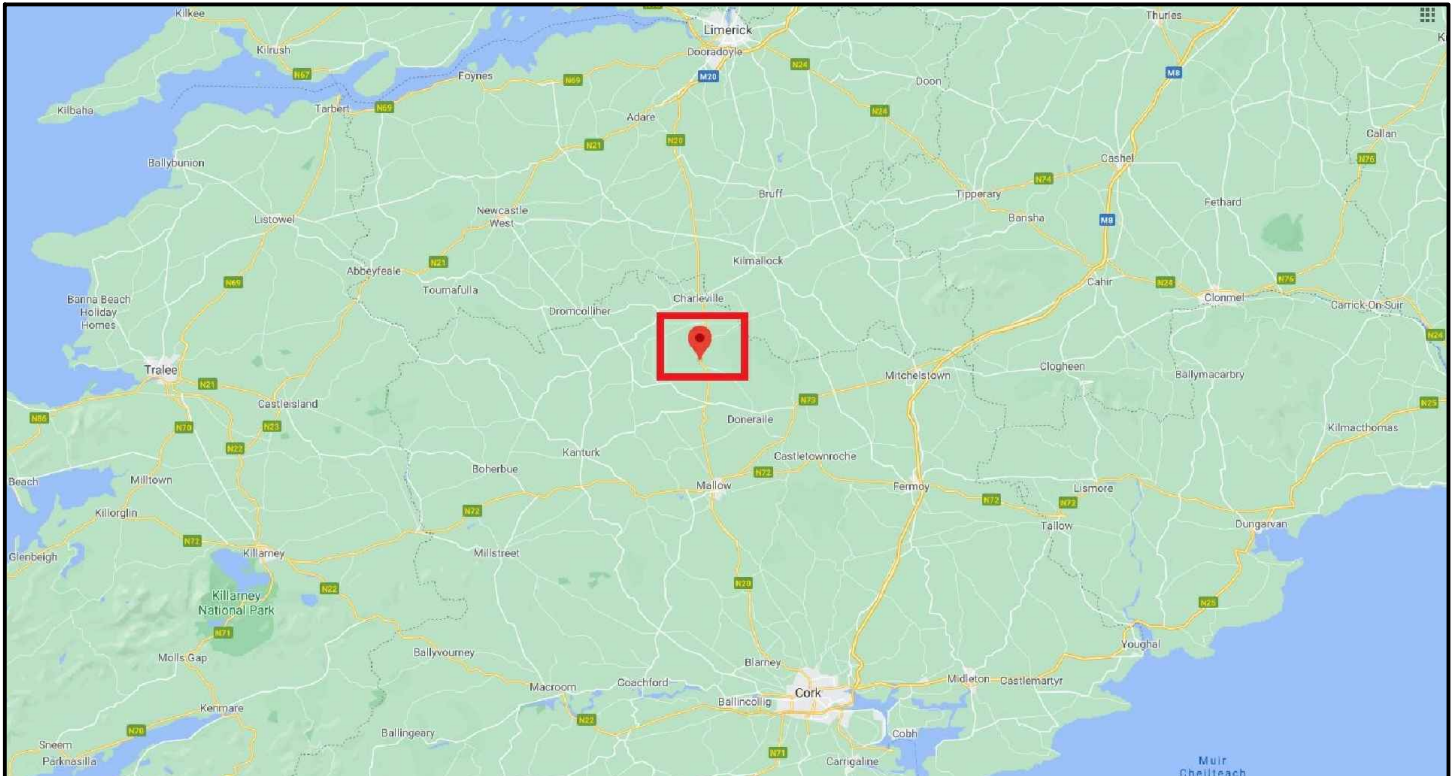 Kilkee
Limerick
Thurles
Kilrush
Dooradoyle
N67
Foynes
N69
M20
N24
M8
Doon
Kilbaha
Tarbert
N69
Adare
N24
Callan
N21
N20
Ballybunion
Cashel
N76
Bruff
Tipperary
N74
Newcastle
West
Bansha
Fethard
Listowel
M8
Kilmallock
N21
Abbeyfeale
N69
Tournafulla
Cahir
N24
N76
Banna Beach
Holiday
Homes
Charleville
Clonmel
Carrick-On-Suir
Dromcolliher
N24
Tralee
Clogheen
Ballymacarbry
Mitchelstown
N21
Castleisland
N73
N25
N86
N70
N23
Doneraile
Kilmacthomas
N22
Kanturk
Castletownroche
Boherbue
N72
Beach
Milltown
Mallow
Fermoy
Lismore
N72
N72
N72
Killorglin
Tallow
Dungarvan
N72
Glenbeigh
Killarney
Millstreet
N22
N20
Killarney
National Park
N25
N71
Youghal
Molls Gap
Ballyvourney
Blarney
Macroom
Coachford
Cork
Midleton
Castlemartyr
Kenmare
Ballincollig
N22
N70
Ballingeary
Cobh
Sneem
N71
Parknasilla
Carrigaline
Muir
Cheilteach